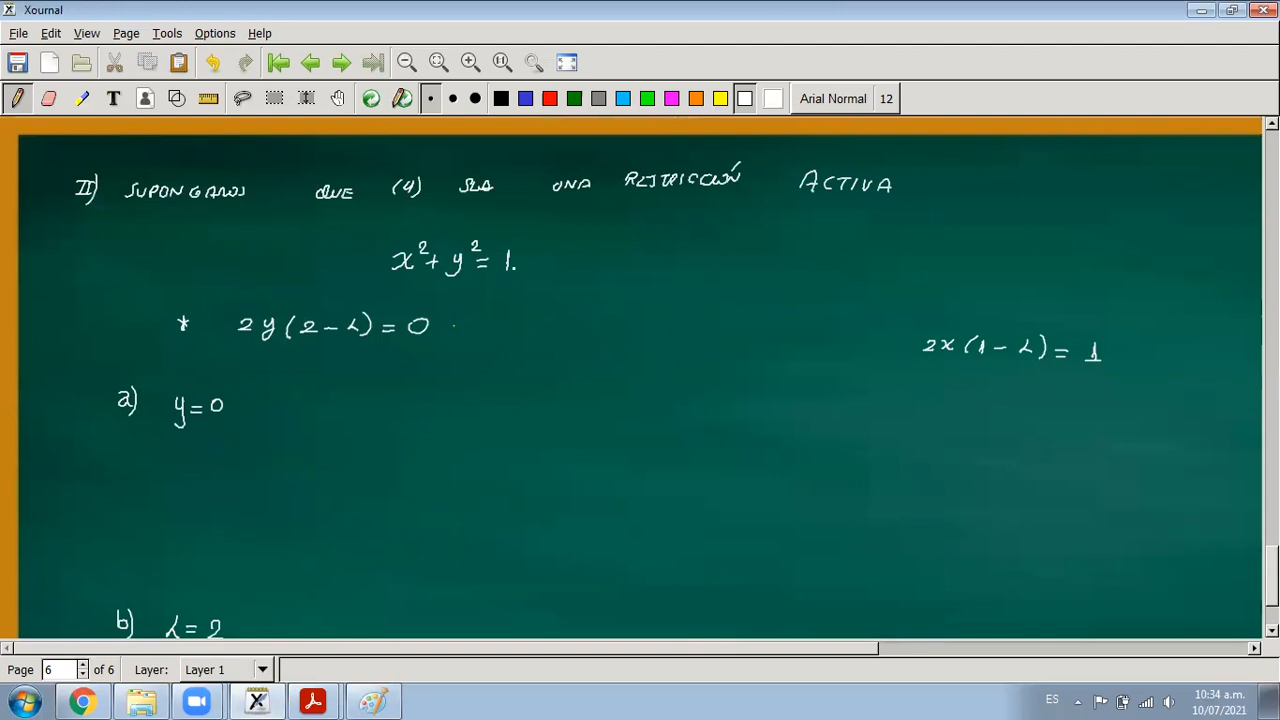 Xournal
File Edit View Page Tools Options Help
Arial Normal 12
II) SUPONGAMOS QUE (4) SEA UNA RESTRICCIÓN ACTIVA
x² + y² = 1.
* 2y(2-λ) = 0
2x(1-λ) = 1
a) y=0
b) λ=2
Page 6 of 6 Layer: Layer 1
ES 10:34 a.m.
10/07/2021